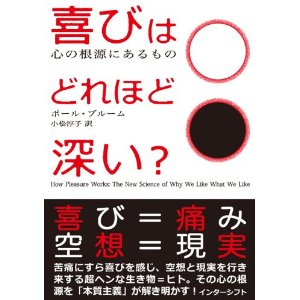 喜びは
心の根源にあるもの
どれほど
ポール・ブルーム
小松淳子 訳
深い?
How Pleasure Works: The New Science of Why We Like What We Like
喜び=痛み
空想=現実
苦痛にすら喜びを感じ、空想と現実を行き
来する超ヘンな生き物=ヒト。その心の根
源を「本質主義」が解き明かす! インターシフト